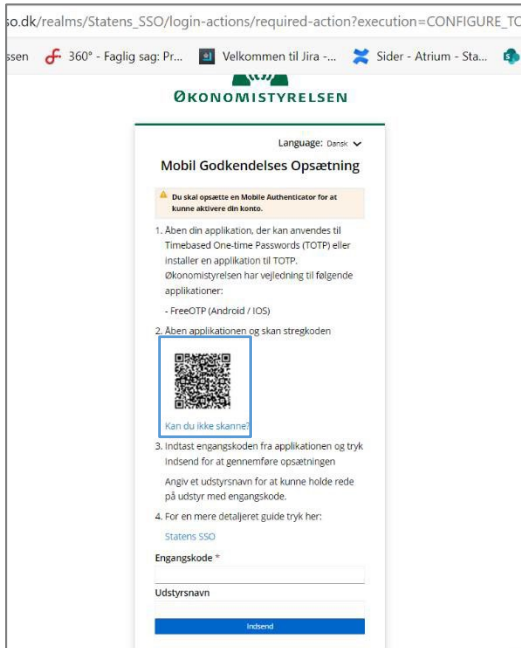 so.dk/realms/Statens_SSO/login-actions/required-action?execution=CONFIGURE_TO
ssen 360° - Faglig sag: Pr... Velkommen til Jira -... Sider - Atrium - Sta...
ØKONOMISTYRELSEN
Language: Dansk
Mobil Godkendelses Opsætning
Du skal opsætte en Mobile Authenticator for at
kunne aktivere din konto.
1. Åben din applikation, der kan anvendes til
Timebased One-time Passwords (TOTP) eller
installer en applikation til TOTP.
Økonomistyrelsen har vejledning til følgende
applikationer:
- FreeOTP (Android / IOS)
2. Åben applikationen og skan stregkoden
Kan du ikke skanne?
3. Indtast engangskoden fra applikationen og tryk
Indsend for at gennemføre opsætningen
Angiv et udstyrsnavn for at kunne holde rede
på udstyr med engangskode.
4. For en mere detaljeret guide tryk her:
Statens SSO
Engangskode *
Udstyrsnavn
Indsend